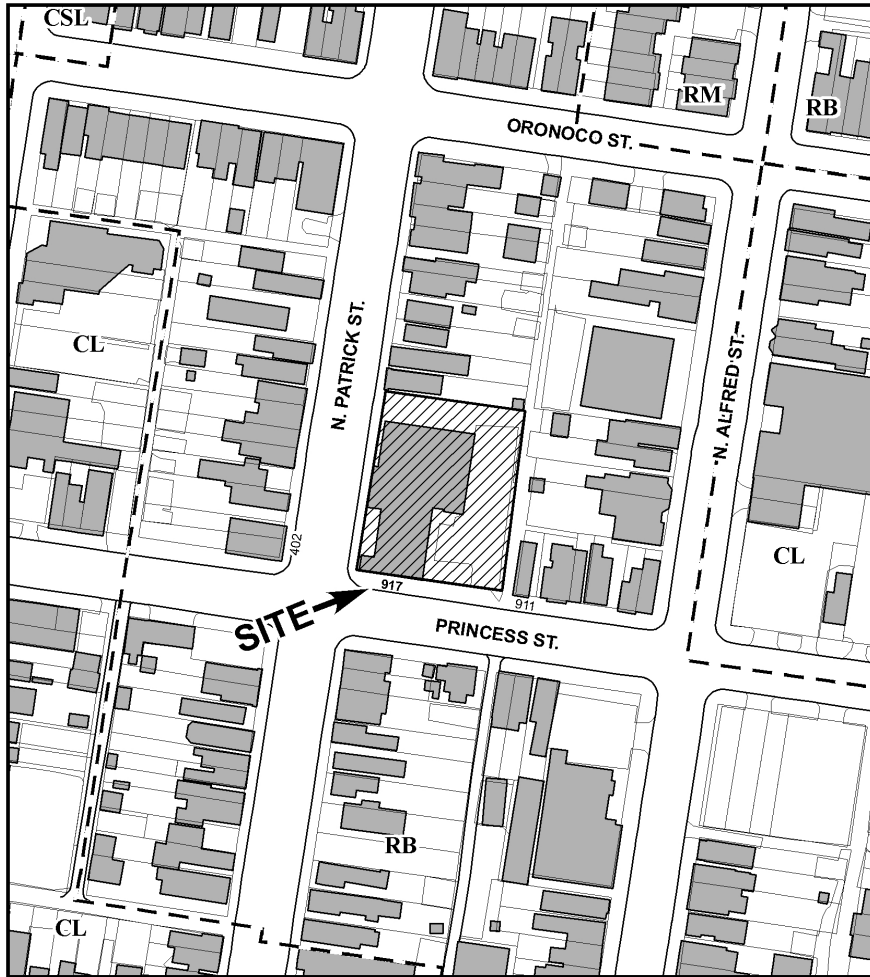 CSL
RM
RB
ORONOCO ST.
N. PATRICK ST.
CL
N. ALFRED ST.
402
CL
917
911
SITE
PRINCESS ST.
RB
CL